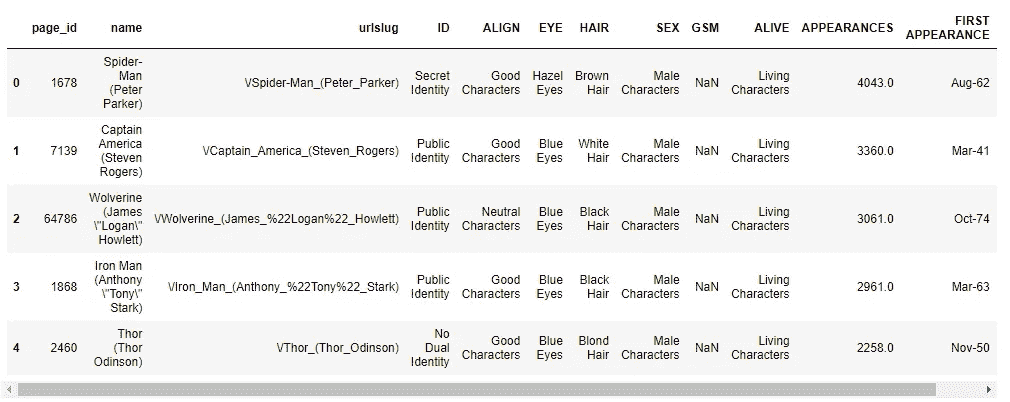 page_id name urlslug ID ALIGN EYE HAIR SEX GSM ALIVE APPEARANCES FIRST APPEARANCE
0 1678 Spider-Man (Peter Parker) \/Spider-Man_(Peter_Parker) Secret Identity Good Characters Hazel Eyes Brown Hair Male Characters NaN Living Characters 4043.0 Aug-62
1 7139 Captain America (Steven Rogers) \/Captain_America_(Steven_Rogers) Public Identity Good Characters Blue Eyes White Hair Male Characters NaN Living Characters 3360.0 Mar-41
2 64786 Wolverine (James \"Logan\" Howlett) \/Wolverine_(James_%22Logan%22_Howlett) Public Identity Neutral Characters Blue Eyes Black Hair Male Characters NaN Living Characters 3061.0 Oct-74
3 1868 Iron Man (Anthony \"Tony\" Stark) \/Iron_Man_(Anthony_%22Tony%22_Stark) Public Identity Good Characters Blue Eyes Black Hair Male Characters NaN Living Characters 2961.0 Mar-63
4 2460 Thor (Thor Odinson) \/Thor_(Thor_Odinson) No Dual Identity Good Characters Blue Eyes Blond Hair Male Characters NaN Living Characters 2258.0 Nov-50